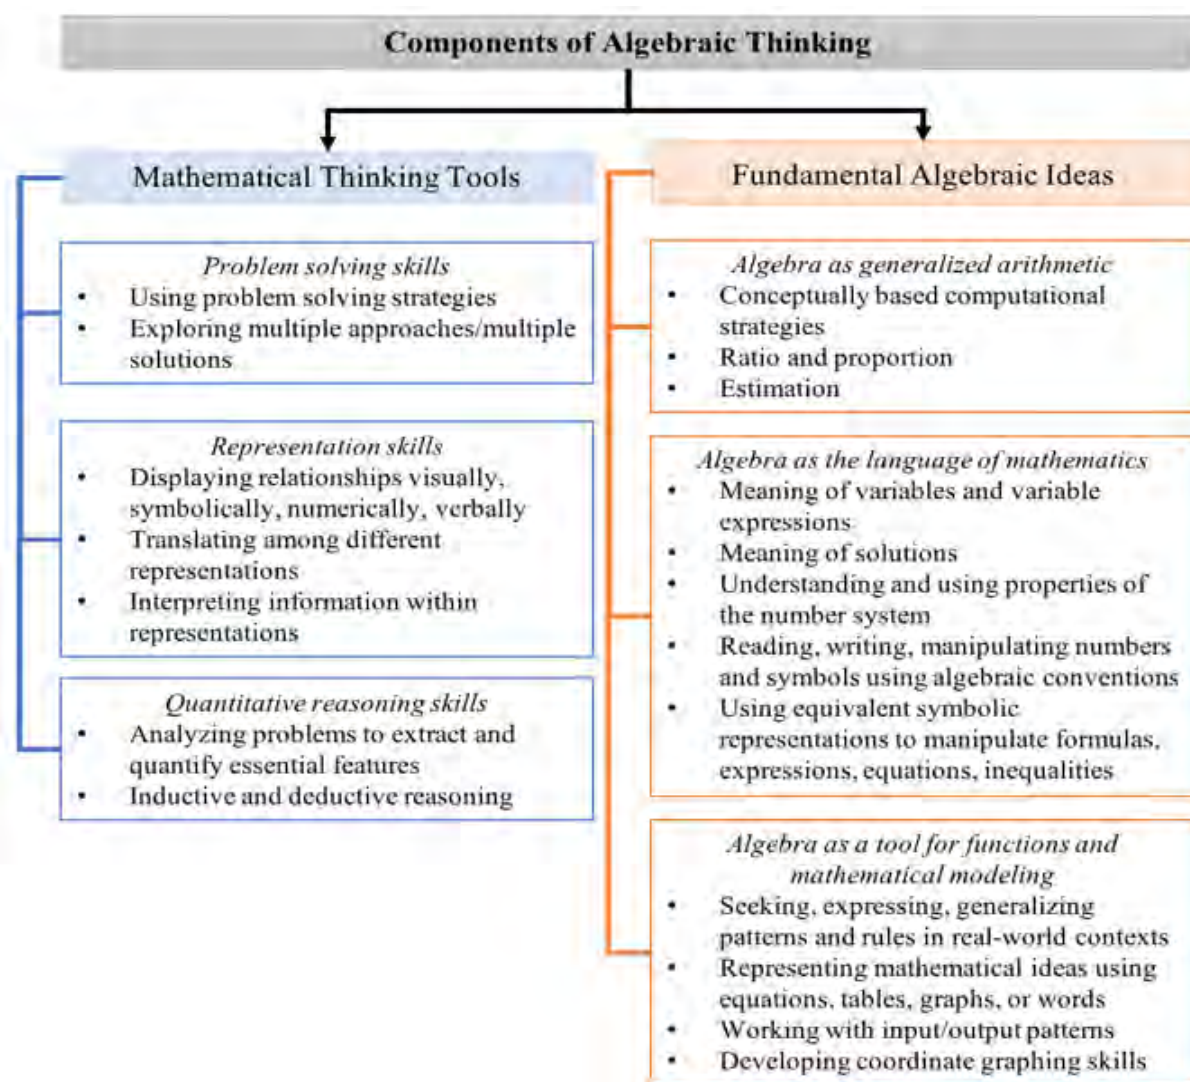 Components of Algebraic Thinking
Mathematical Thinking Tools
Problem solving skills
• Using problem solving strategies
• Exploring multiple approaches/multiple
solutions
Representation skills
• Displaying relationships visually,
symbolically, numerically, verbally
• Translating among different
representations
• Interpreting information within
representations
Quantitative reasoning skills
• Analyzing problems to extract and
quantify essential features
• Inductive and deductive reasoning
Fundamental Algebraic Ideas
Algebra as generalized arithmetic
• Conceptually based computational
strategies
• Ratio and proportion
• Estimation
Algebra as the language of mathematics
• Meaning of variables and variable
expressions
• Meaning of solutions
• Understanding and using properties of
the number system
• Reading, writing, manipulating numbers
and symbols using algebraic conventions
• Using equivalent symbolic
representations to manipulate formulas,
expressions, equations, inequalities
Algebra as a tool for functions and
mathematical modeling
• Seeking, expressing, generalizing
patterns and rules in real-world contexts
• Representing mathematical ideas using
equations, tables, graphs, or words
• Working with input/output patterns
• Developing coordinate graphing skills